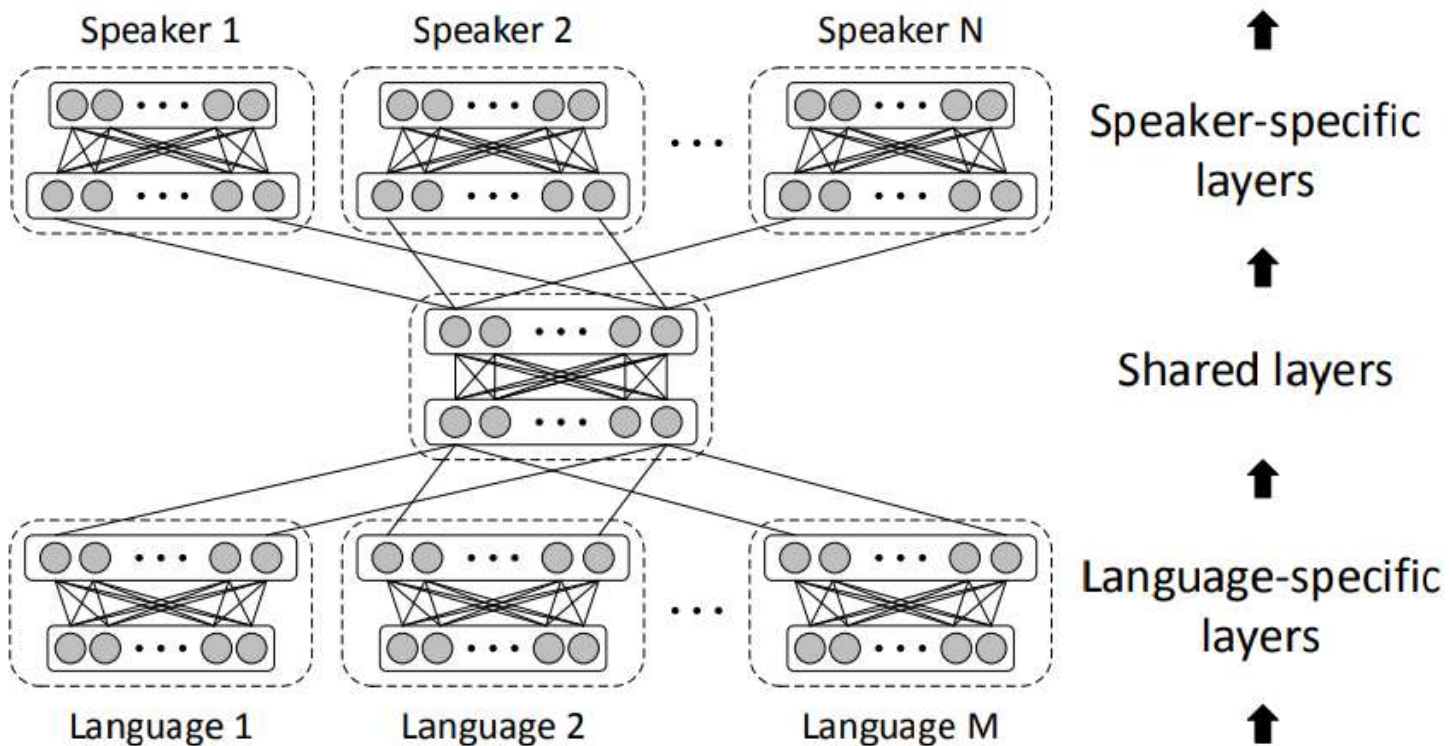 Speaker 1
Speaker 2
Speaker N
Speaker-specific
layers
Shared layers
Language-specific
layers
Language 1
Language 2
Language M